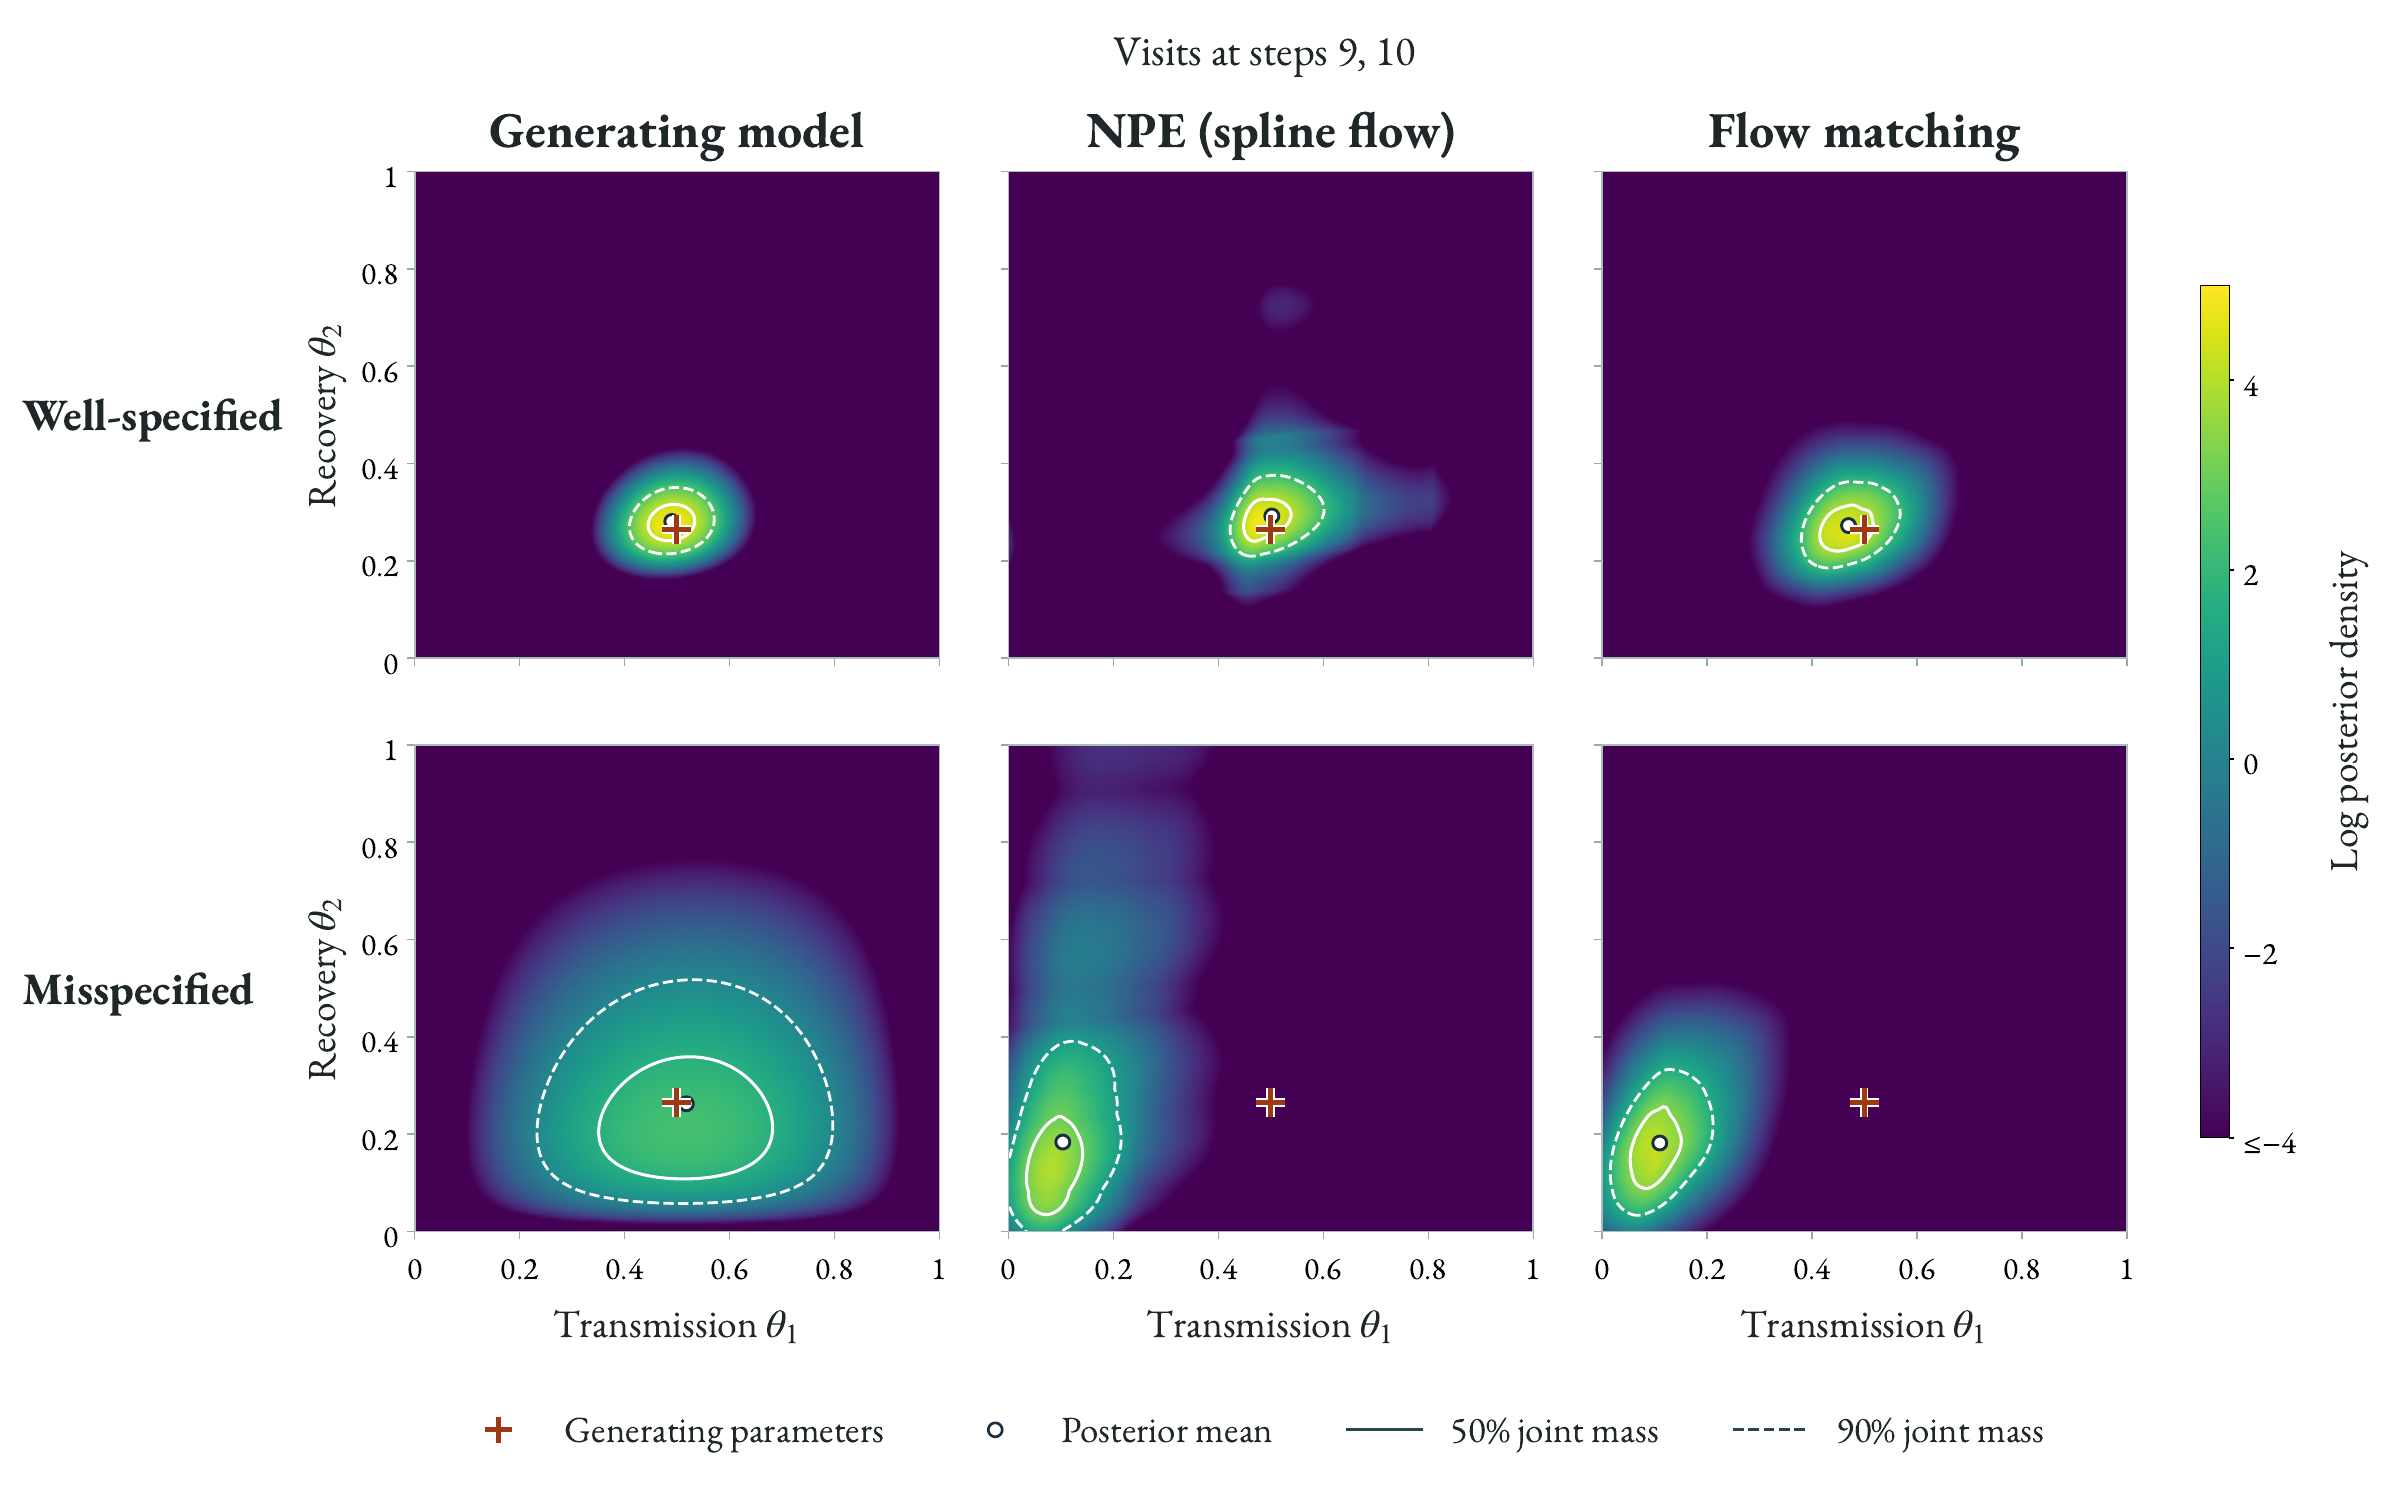 Visits at steps 9, 10
Generating model
NPE (spline flow)
Flow matching
Well-specified
Recovery θ₂
1
0.8
0.6
0.4
0.2
0
Misspecified
Recovery θ₂
1
0.8
0.6
0.4
0.2
0
0 0.2 0.4 0.6 0.8 1
0 0.2 0.4 0.6 0.8 1
0 0.2 0.4 0.6 0.8 1
Transmission θ₁
Transmission θ₁
Transmission θ₁
4
2
0
−2
≤−4
Log posterior density
Generating parameters
Posterior mean
50% joint mass
90% joint mass